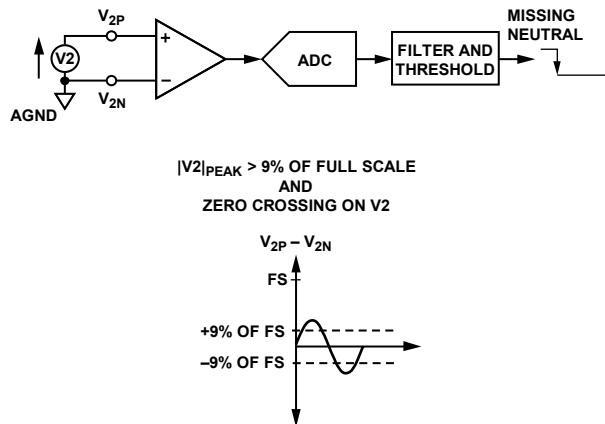 V2P
V2
+
−
V2N
AGND
ADC
FILTER AND
THRESHOLD
MISSING
NEUTRAL
|V2|PEAK > 9% OF FULL SCALE
AND
ZERO CROSSING ON V2
V2P – V2N
FS
+9% OF FS
–9% OF FS